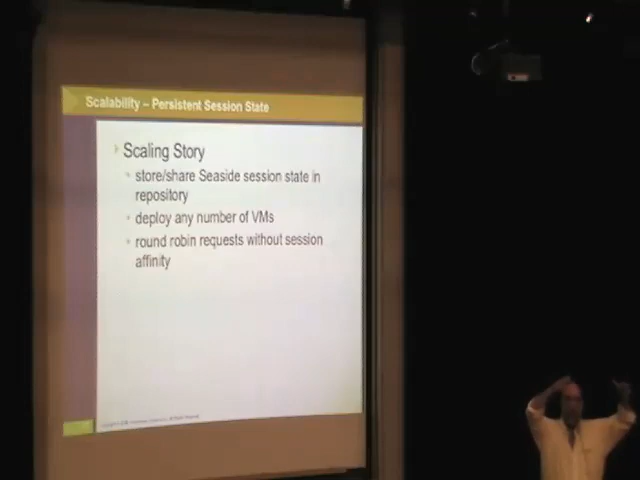 Scalability – Persistent Session State
Scaling Story
store/share Seaside session state in
repository
deploy any number of VMs
round robin requests without session
affinity